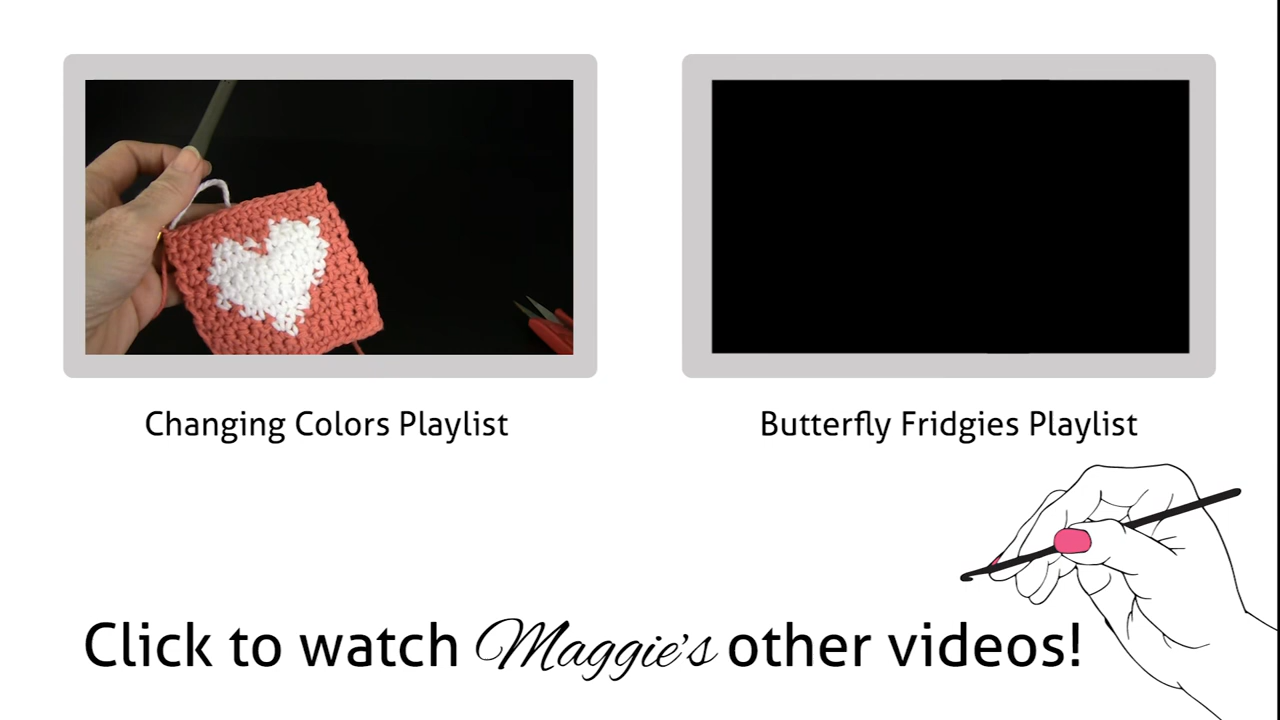 Changing Colors Playlist
Butterfly Fridgies Playlist
Click to watch Maggie's other videos!